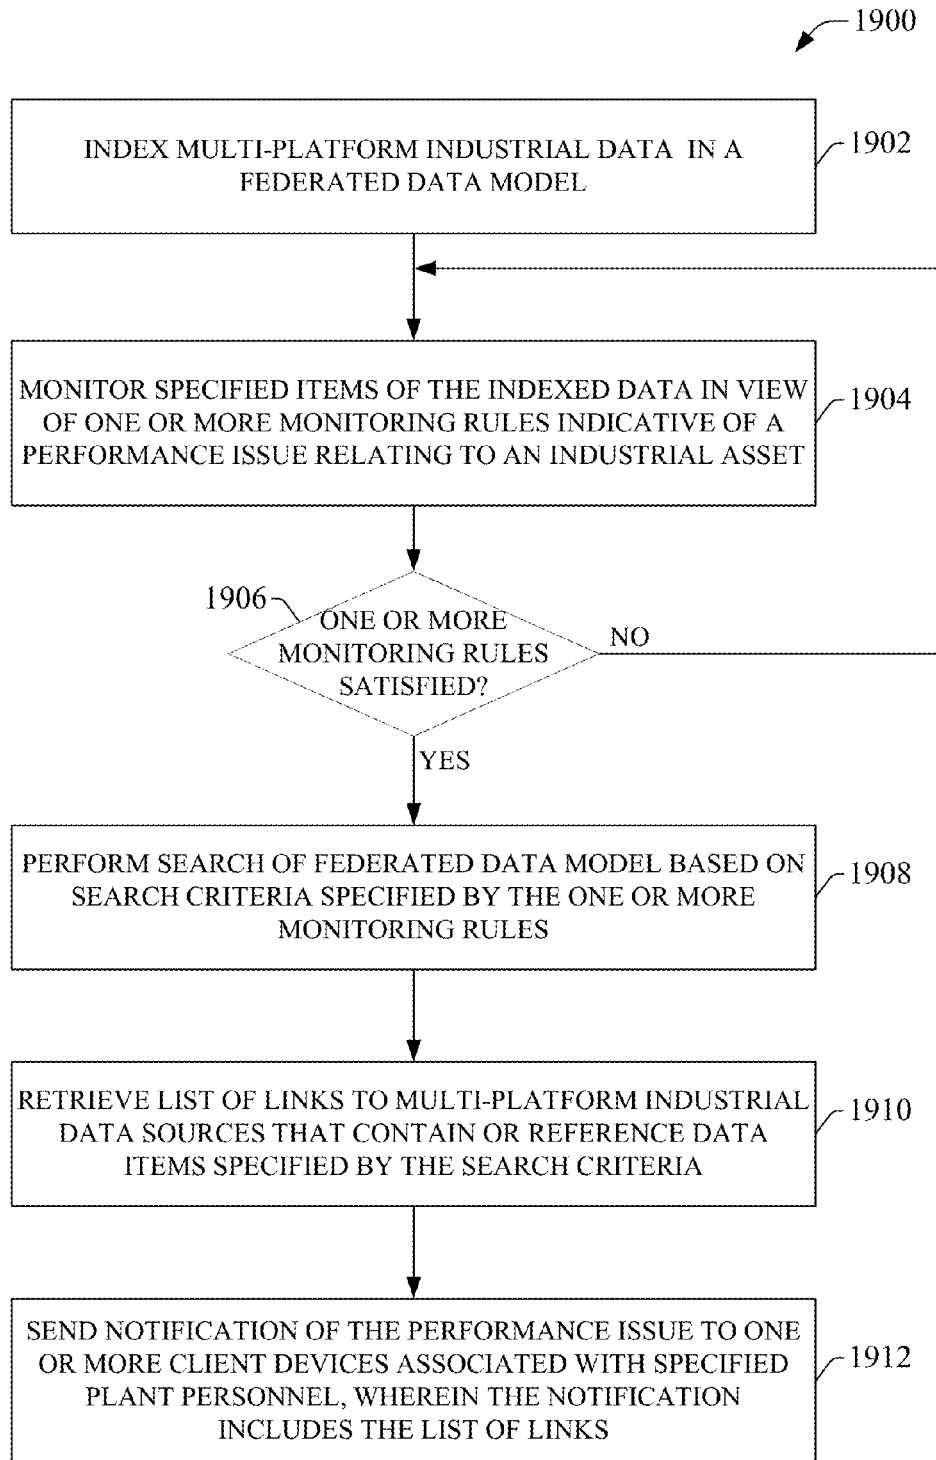 1900
INDEX MULTI-PLATFORM INDUSTRIAL DATA IN A
FEDERATED DATA MODEL
1902
MONITOR SPECIFIED ITEMS OF THE INDEXED DATA IN VIEW
OF ONE OR MORE MONITORING RULES INDICATIVE OF A
PERFORMANCE ISSUE RELATING TO AN INDUSTRIAL ASSET
1904
1906
ONE OR MORE
MONITORING RULES
SATISFIED?
NO
YES
PERFORM SEARCH OF FEDERATED DATA MODEL BASED ON
SEARCH CRITERIA SPECIFIED BY THE ONE OR MORE
MONITORING RULES
1908
RETRIEVE LIST OF LINKS TO MULTI-PLATFORM INDUSTRIAL
DATA SOURCES THAT CONTAIN OR REFERENCE DATA
ITEMS SPECIFIED BY THE SEARCH CRITERIA
1910
SEND NOTIFICATION OF THE PERFORMANCE ISSUE TO ONE
OR MORE CLIENT DEVICES ASSOCIATED WITH SPECIFIED
PLANT PERSONNEL, WHEREIN THE NOTIFICATION
INCLUDES THE LIST OF LINKS
1912